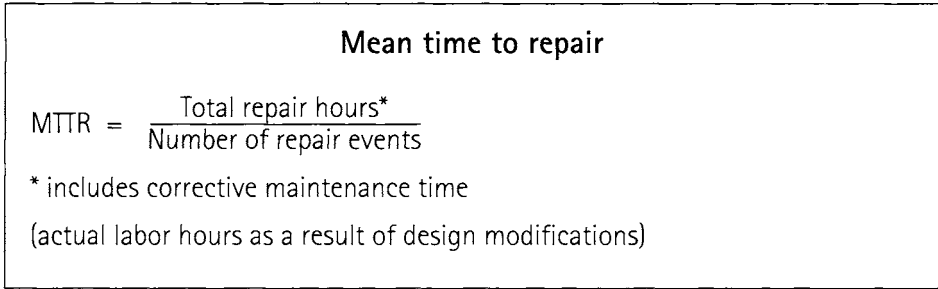 Mean time to repair
MTTR = Total repair hours*
Number of repair events
* includes corrective maintenance time
(actual labor hours as a result of design modifications)